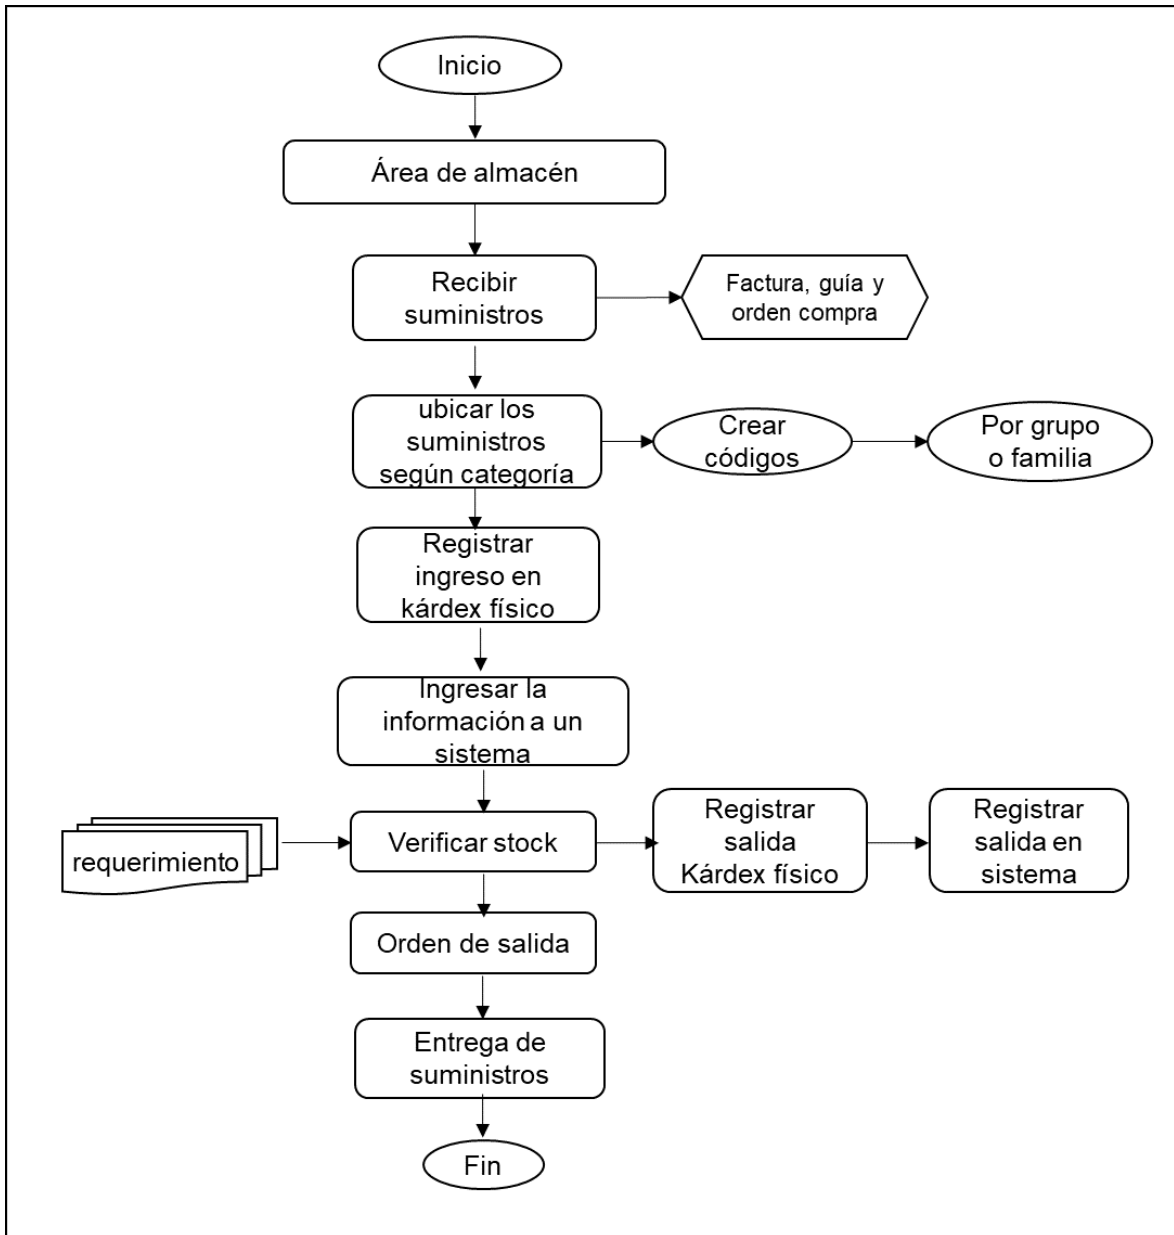 Inicio
Área de almacén
Recibir
suministros
Factura, guía y
orden compra
ubicar los
suministros
según categoría
Crear
códigos
Por grupo
o familia
Registrar
ingreso en
kárdex físico
Ingresar la
información a un
sistema
requerimiento
Verificar stock
Registrar
salida
Kárdex físico
Registrar
salida en
sistema
Orden de salida
Entrega de
suministros
Fin